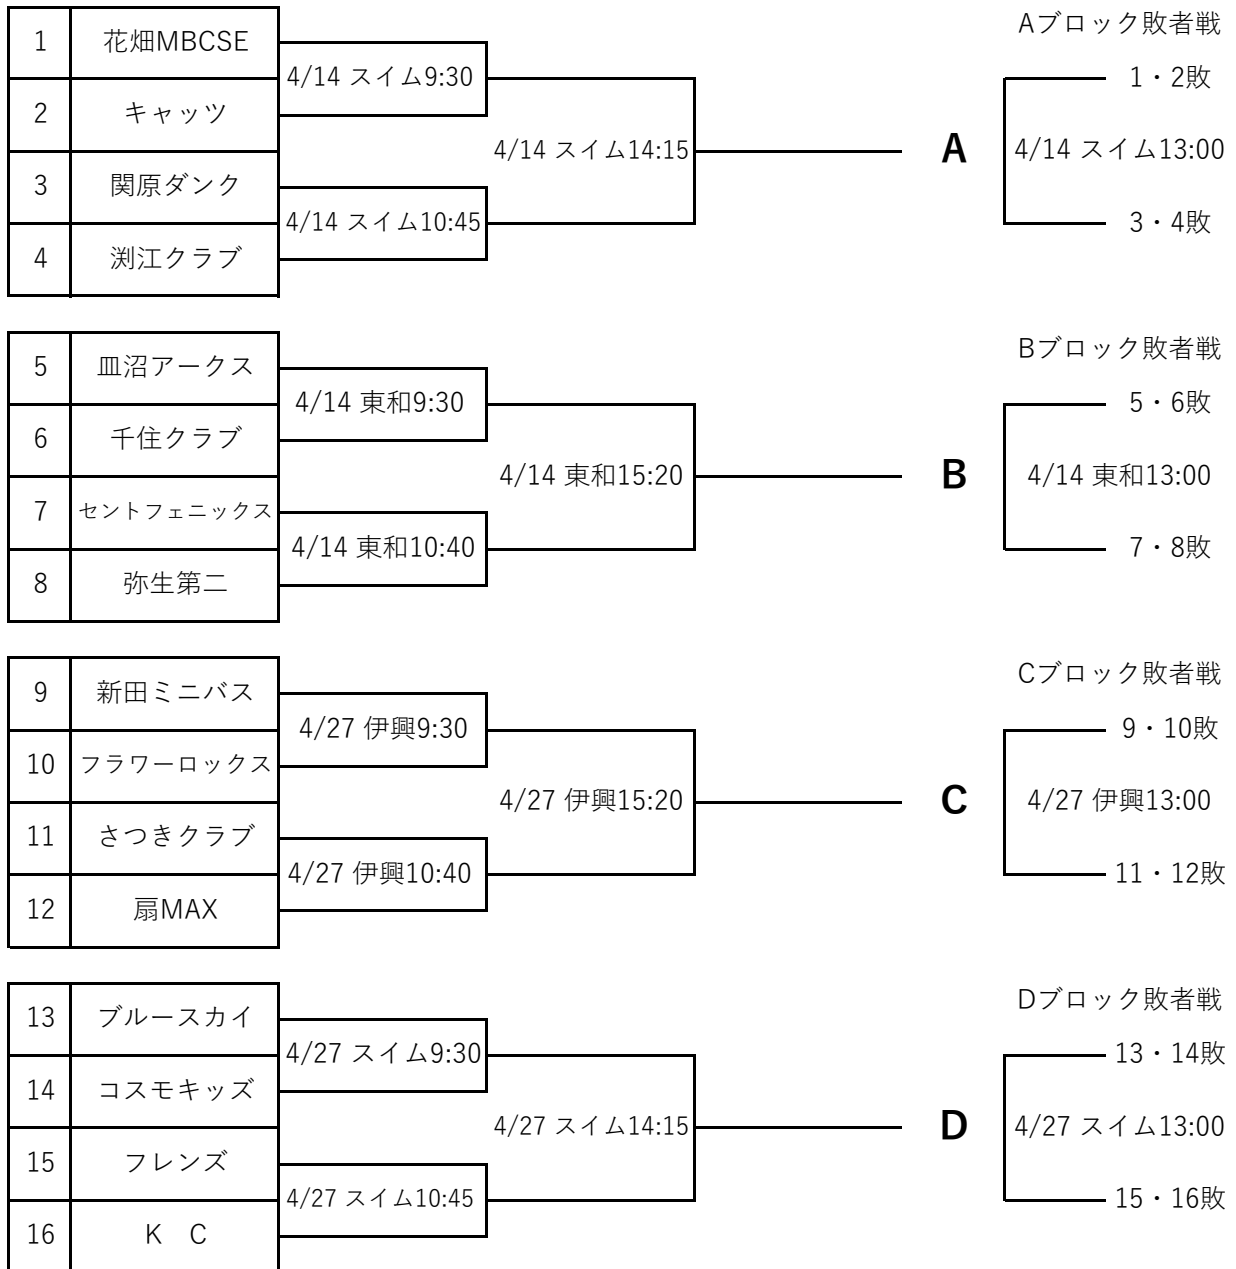 Aブロック敗者戦
1 花畑MBCSE
4/14 スイム9:30
1・2敗
2 キャッツ
4/14 スイム14:15
A
4/14 スイム13:00
3 関原ダンク
4/14 スイム10:45
3・4敗
4 渕江クラブ
Bブロック敗者戦
5 皿沼アークス
4/14 東和9:30
5・6敗
6 千住クラブ
4/14 東和15:20
B
4/14 東和13:00
7 セントフェニックス
4/14 東和10:40
7・8敗
8 弥生第二
Cブロック敗者戦
9 新田ミニバス
4/27 伊興9:30
9・10敗
10 フラワーロックス
4/27 伊興15:20
C
4/27 伊興13:00
11 さつきクラブ
4/27 伊興10:40
11・12敗
12 扇MAX
Dブロック敗者戦
13 ブルースカイ
4/27 スイム9:30
13・14敗
14 コスモキッズ
4/27 スイム14:15
D
4/27 スイム13:00
15 フレンズ
4/27 スイム10:45
15・16敗
16 K　C